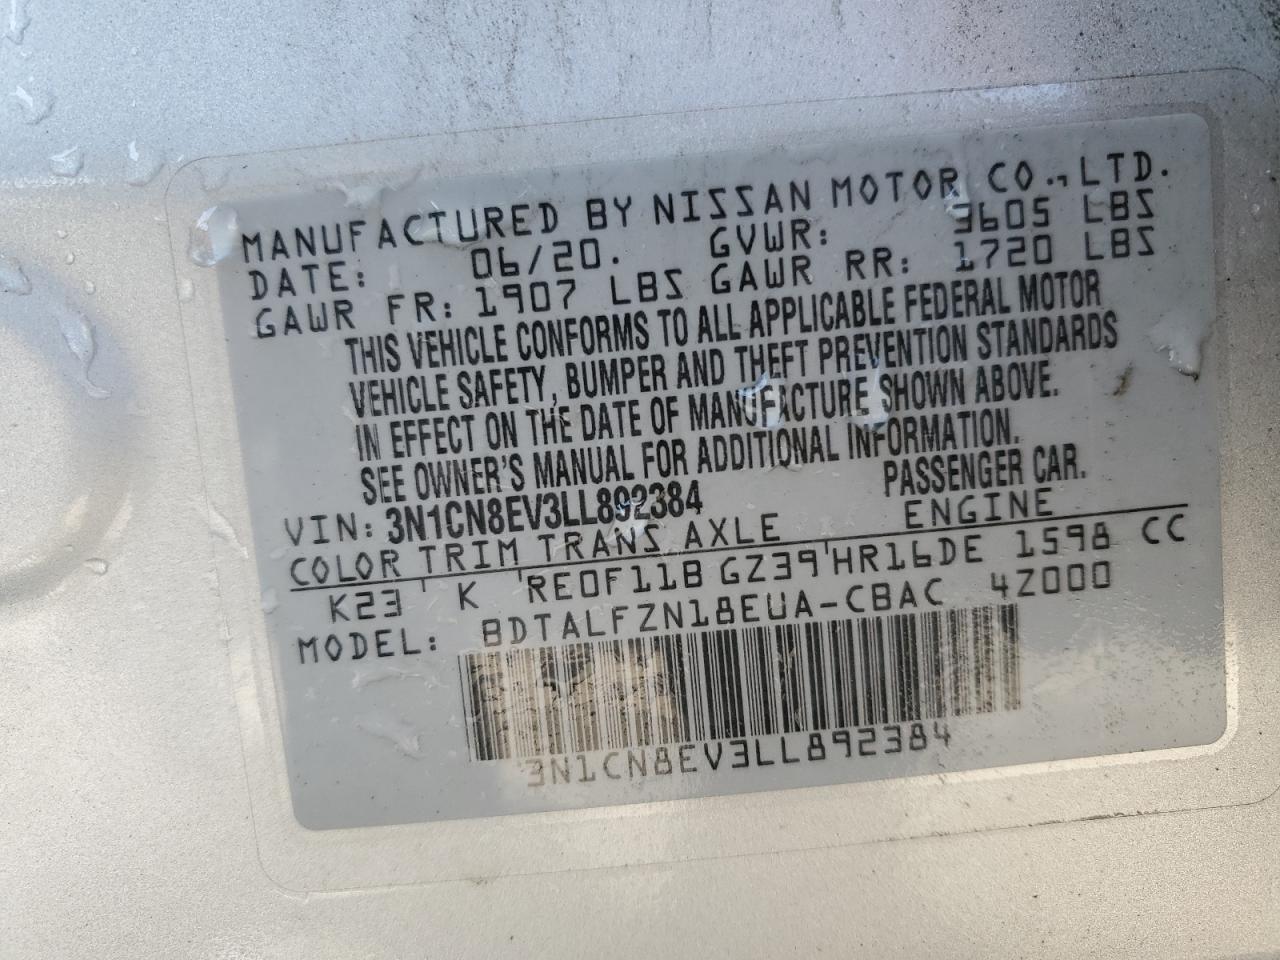 MANUFACTURED BY NISSAN MOTOR CO., LTD.
DATE: 06/20. GVWR: 3605 LBS
GAWR FR: 1907 LBS GAWR RR: 1720 LBS
THIS VEHICLE CONFORMS TO ALL APPLICABLE FEDERAL MOTOR
VEHICLE SAFETY, BUMPER AND THEFT PREVENTION STANDARDS
IN EFFECT ON THE DATE OF MANUFACTURE SHOWN ABOVE.
SEE OWNER'S MANUAL FOR ADDITIONAL INFORMATION.
VIN: 3N1CN8EV3LL892384 PASSENGER CAR.
COLOR TRIM TRANS AXLE ENGINE
K23 ' K ' RE0F11B GZ39 ' HR16DE 1598 CC
MODEL: BDTALFZN18EUA-CBAC 4Z000
3N1CN8EV3LL892384